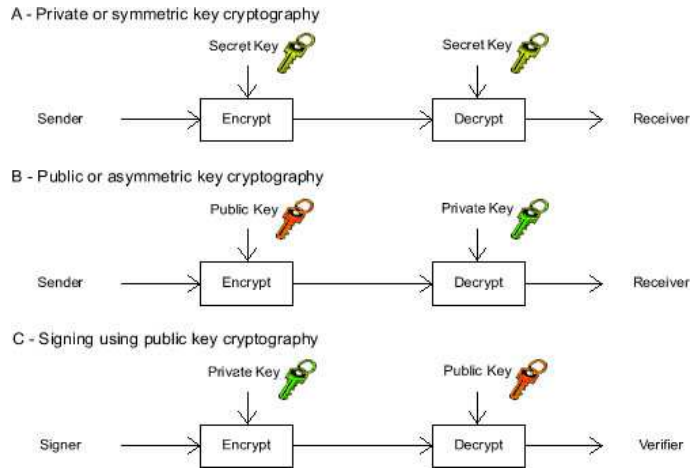 A - Private or symmetric key cryptography
Secret Key
Secret Key
Sender
Encrypt
Decrypt
Receiver
B - Public or asymmetric key cryptography
Public Key
Private Key
Sender
Encrypt
Decrypt
Receiver
C - Signing using public key cryptography
Private Key
Public Key
Signer
Encrypt
Decrypt
Verifier